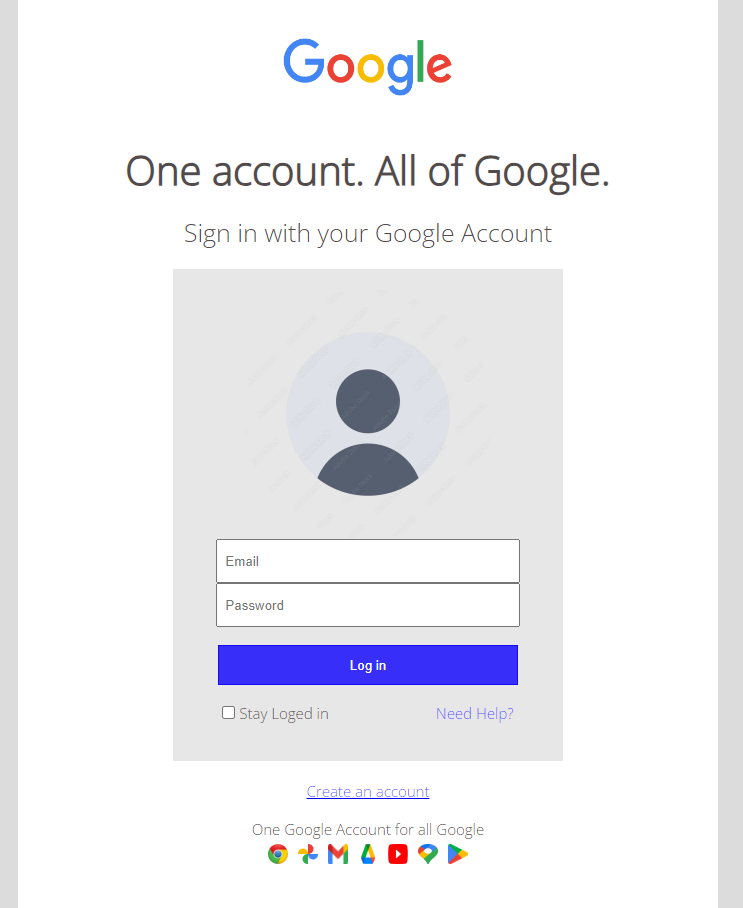 Google
One account. All of Google.
Sign in with your Google Account
Email
Password
Log in
Stay Loged in
Need Help?
Create an account
One Google Account for all Google